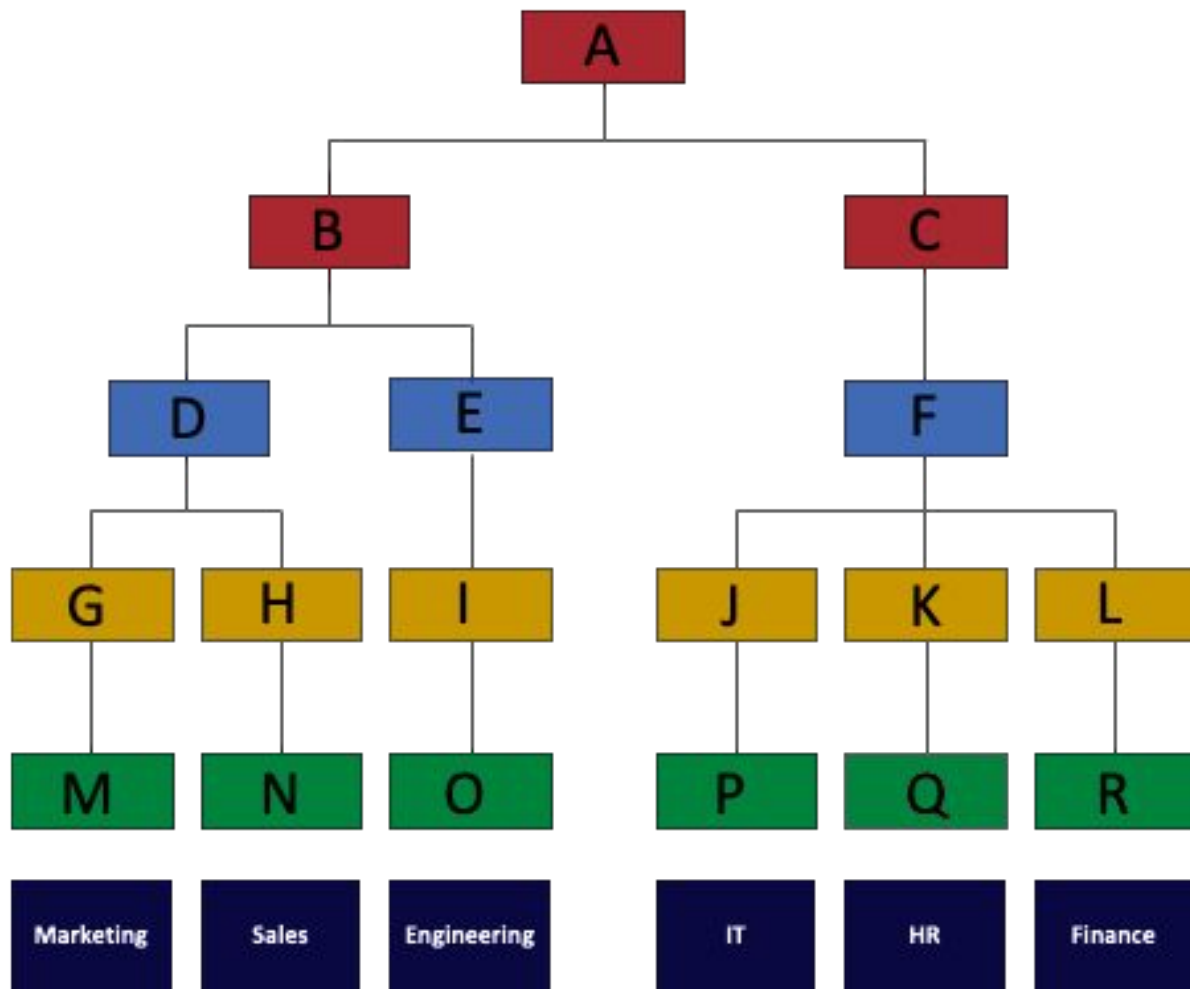 A
B C
D E F
G H I J K L
M N O P Q R
Marketing Sales Engineering IT HR Finance